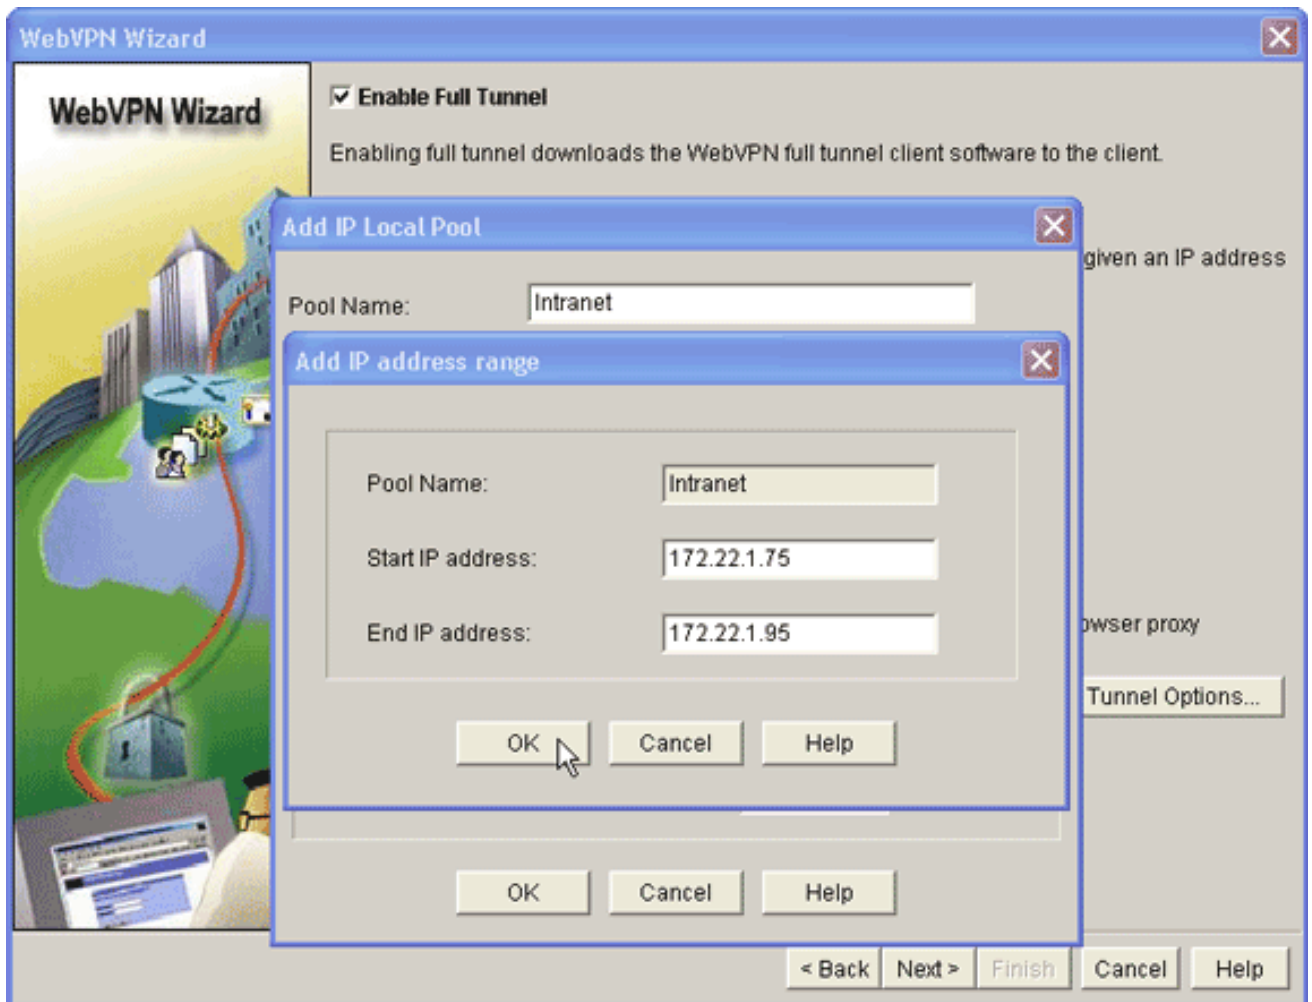 WebVPN Wizard
WebVPN Wizard
Enable Full Tunnel
Enabling full tunnel downloads the WebVPN full tunnel client software to the client.
Add IP Local Pool
given an IP address
Pool Name: Intranet
Add IP address range
Pool Name: Intranet
Start IP address: 172.22.1.75
End IP address: 172.22.1.95
proxy
Tunnel Options...
OK Cancel Help
OK Cancel Help
< Back Next > Finish Cancel Help